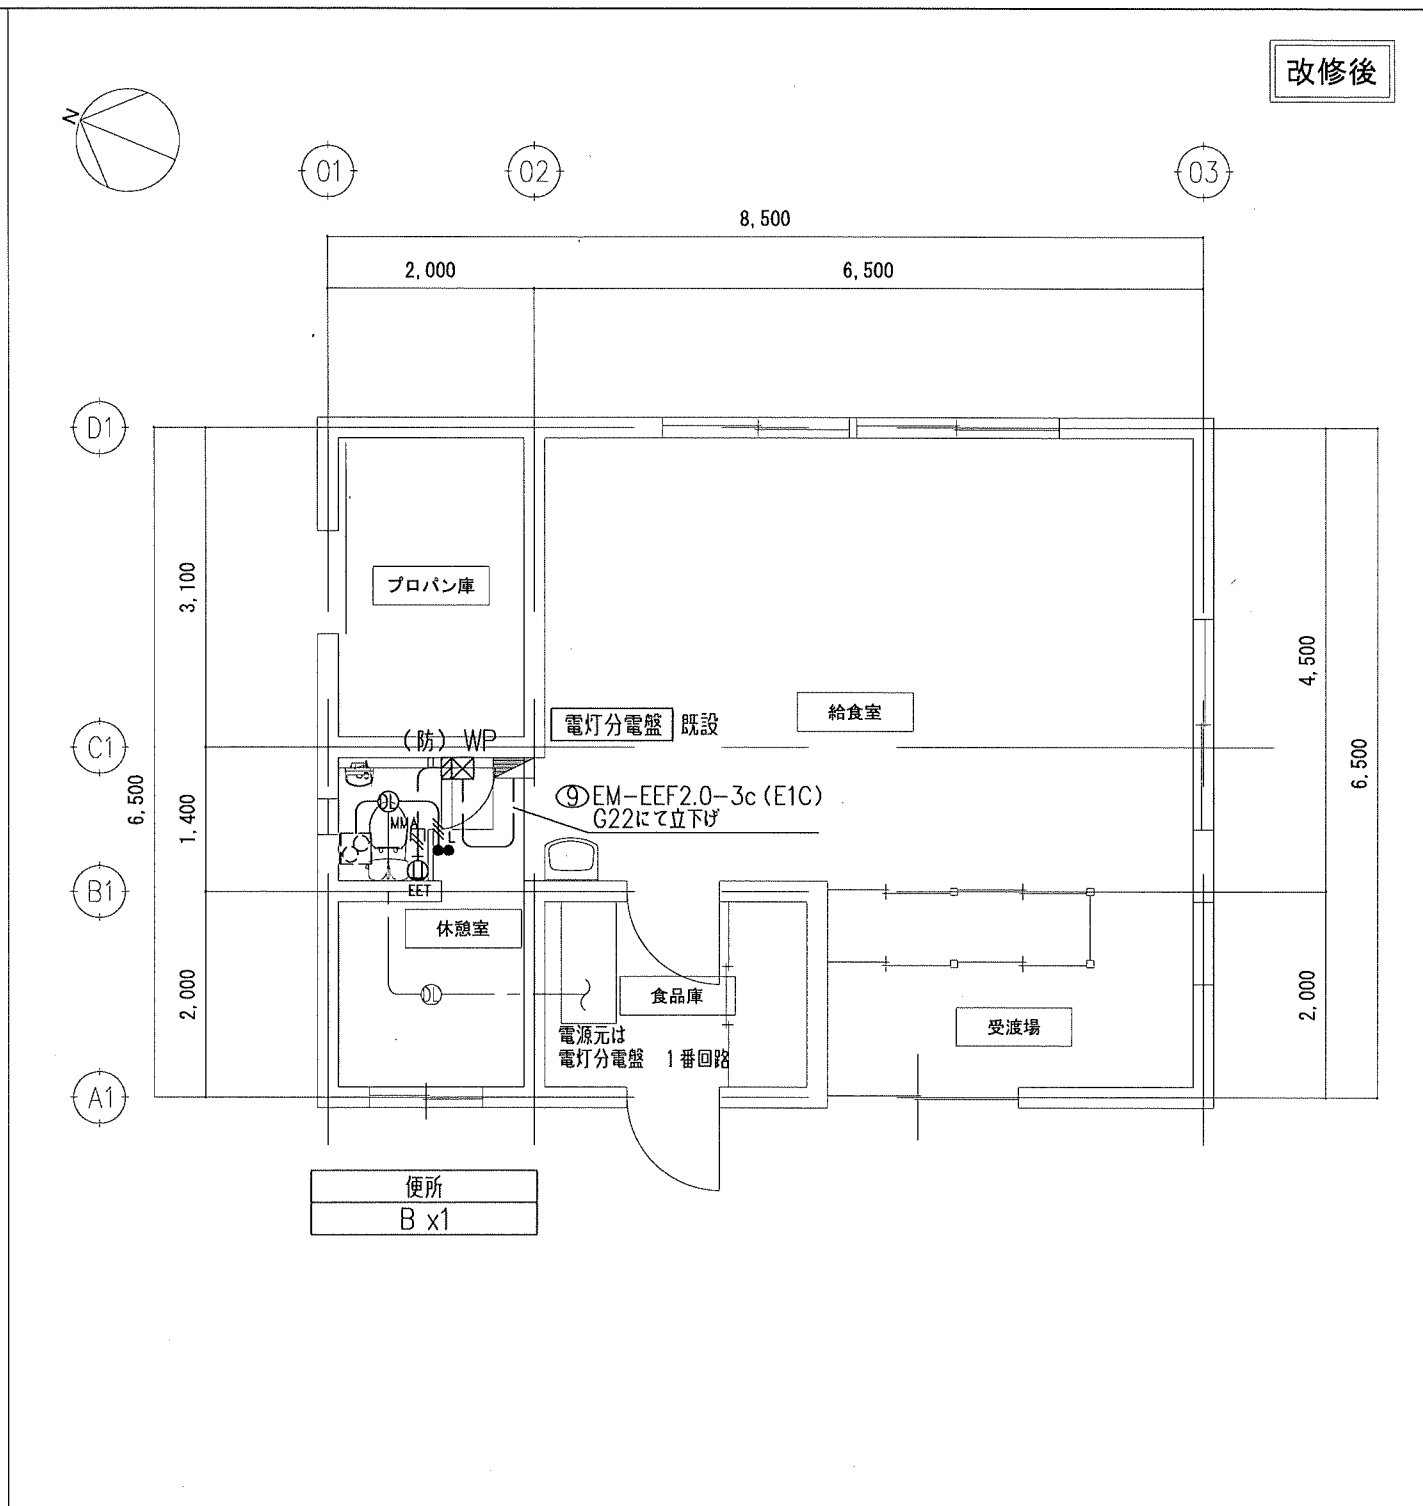 改修後
N
01
02
03
8,500
2,000
6,500
D1
3,100
プロパン庫
4,500
給食室
電灯分電盤 既設
C1
(防) WP
6,500
6,500
1,400
⑨EM-EEF2.0-3c(E1C)
G22にて立下げ
DL
MMA
L
EET
B1
休憩室
2,000
DL
食品庫
2,000
受渡場
電源元は
電灯分電盤 1番回路
A1
便所
B x1